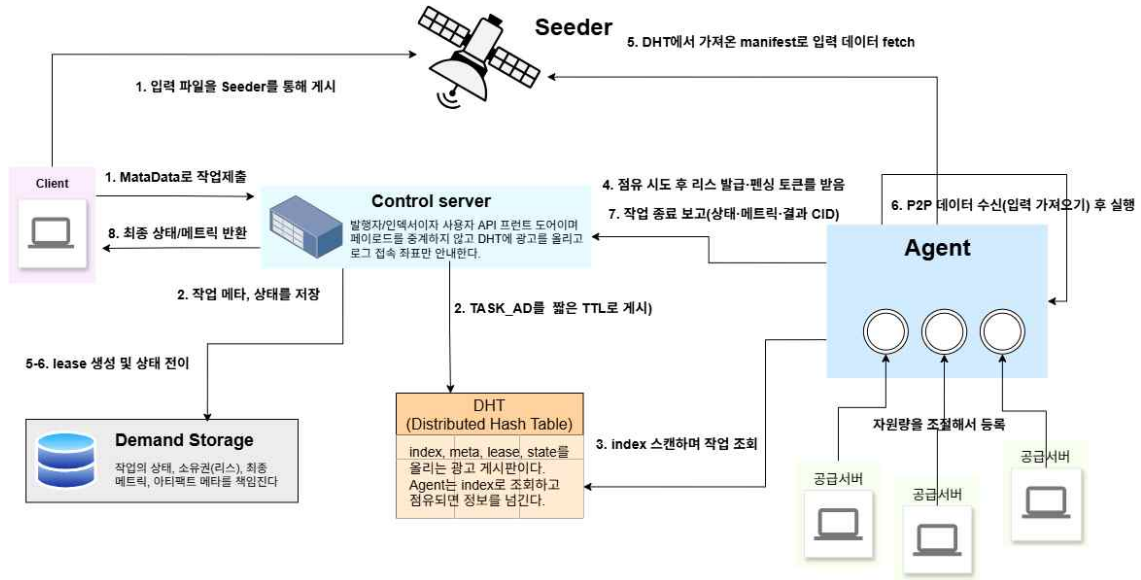 Seeder
5. DHT에서 가져온 manifest로 입력 데이터 fetch
1. 입력 파일을 Seeder를 통해 게시
Client
1. MataData로 작업제출
8. 최종 상태/메트릭 반환
Control server
발행자/인덱서이자 사용자 API 프런트 도어이며
페이로드를 중계하지 않고 DHT에 광고를 올리고
로그 접속 좌표만 안내한다.
4. 점유 시도 후 리스 발급·펜싱 토큰를 받음
7. 작업 종료 보고(상태·메트릭·결과 CID)
6. P2P 데이터 수신(입력 가져오기) 후 실행
Agent
2. 작업 메타, 상태를 저장
2. TASK_AD를 짧은 TTL로 게시)
5-6. lease 생성 및 상태 전이
Demand Storage
작업의 상태, 소유권(리스), 최종
메트릭, 아티팩트 메타를 책임진다
DHT
(Distributed Hash Table)
index, meta, lease, state를
올리는 광고 게시판이다.
Agent는 index로 조회하고
점유되면 정보를 넘긴다.
3. index 스캔하며 작업 조회
자원량을 조절해서 등록
공급서버
공급서버
공급서버